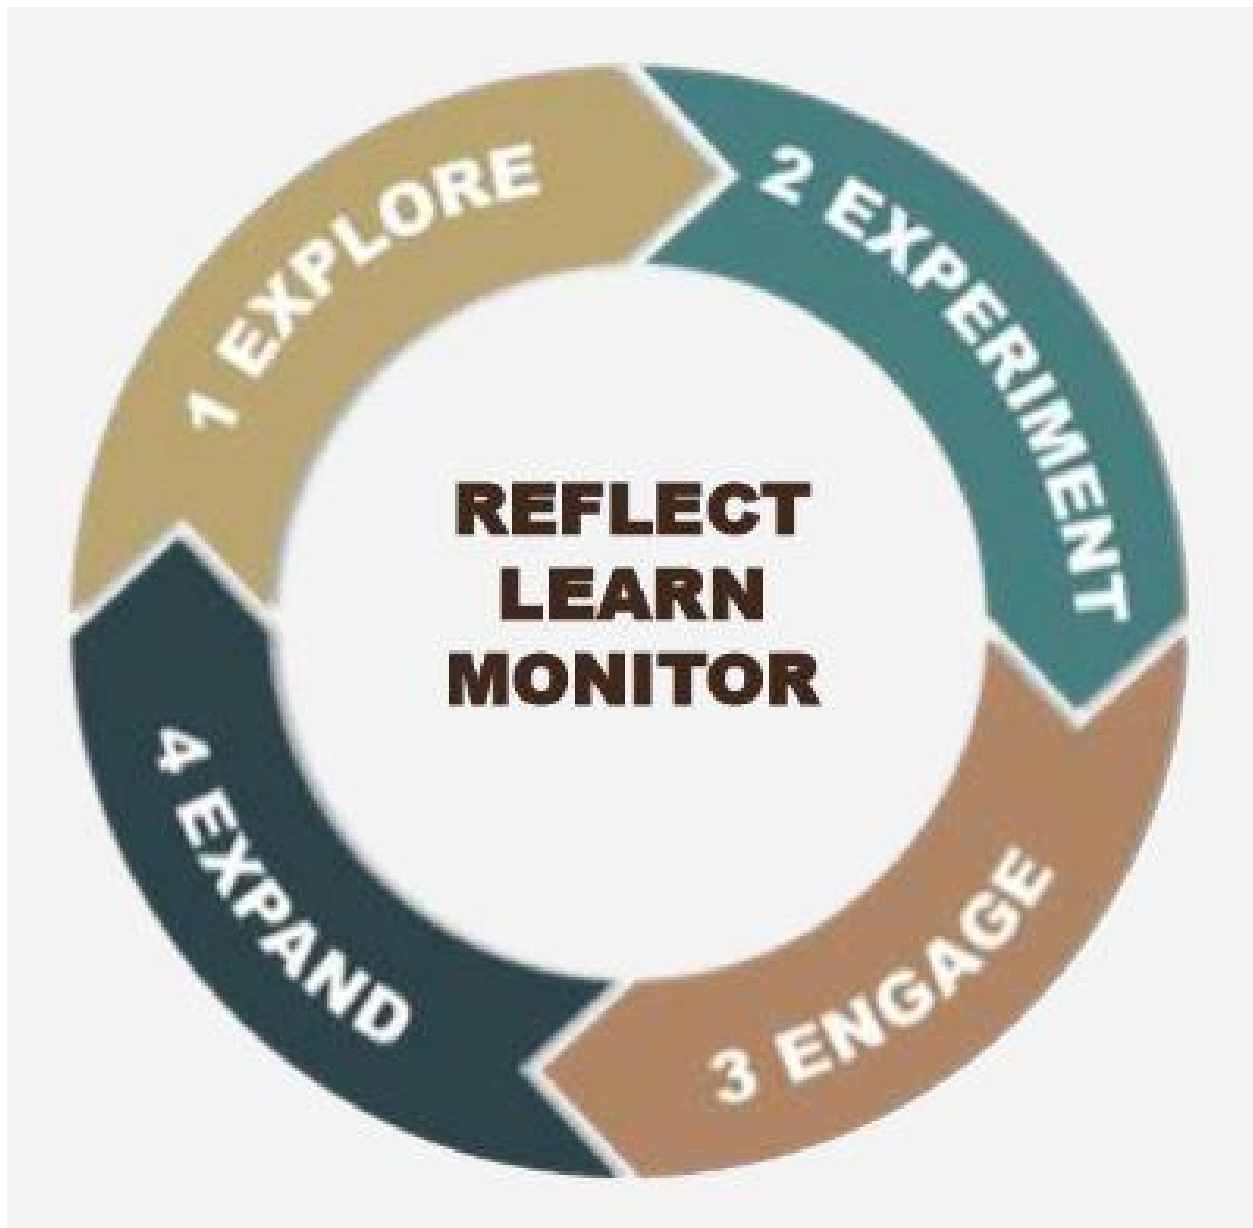 1 EXPLORE
2 EXPERIMENT
3 ENGAGE
4 EXPAND
REFLECT
LEARN
MONITOR